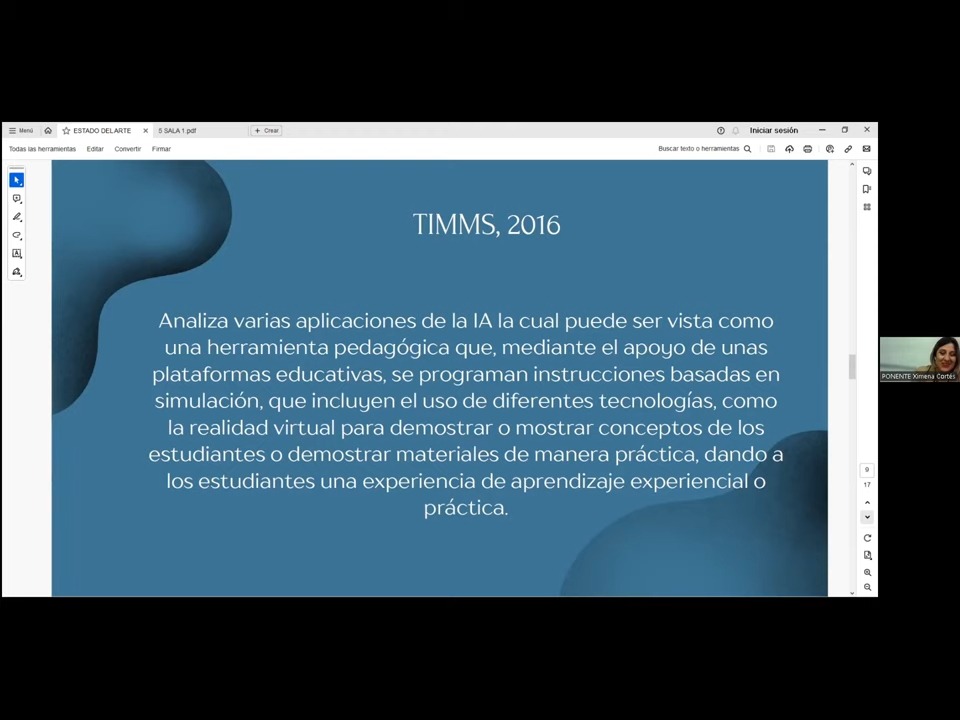 Menú
ESTADO DEL ARTE
5 SALA 1.pdf
Crear
Iniciar sesión
Todas las herramientas
Editar
Convertir
Firmar
Buscar texto o herramientas
TIMMS, 2016
Analiza varias aplicaciones de la IA la cual puede ser vista como
una herramienta pedagógica que, mediante el apoyo de unas
plataformas educativas, se programan instrucciones basadas en
simulación, que incluyen el uso de diferentes tecnologías, como
la realidad virtual para demostrar o mostrar conceptos de los
estudiantes o demostrar materiales de manera práctica, dando a
los estudiantes una experiencia de aprendizaje experiencial o
práctica.
PONENTE Ximena Cortés
9
17